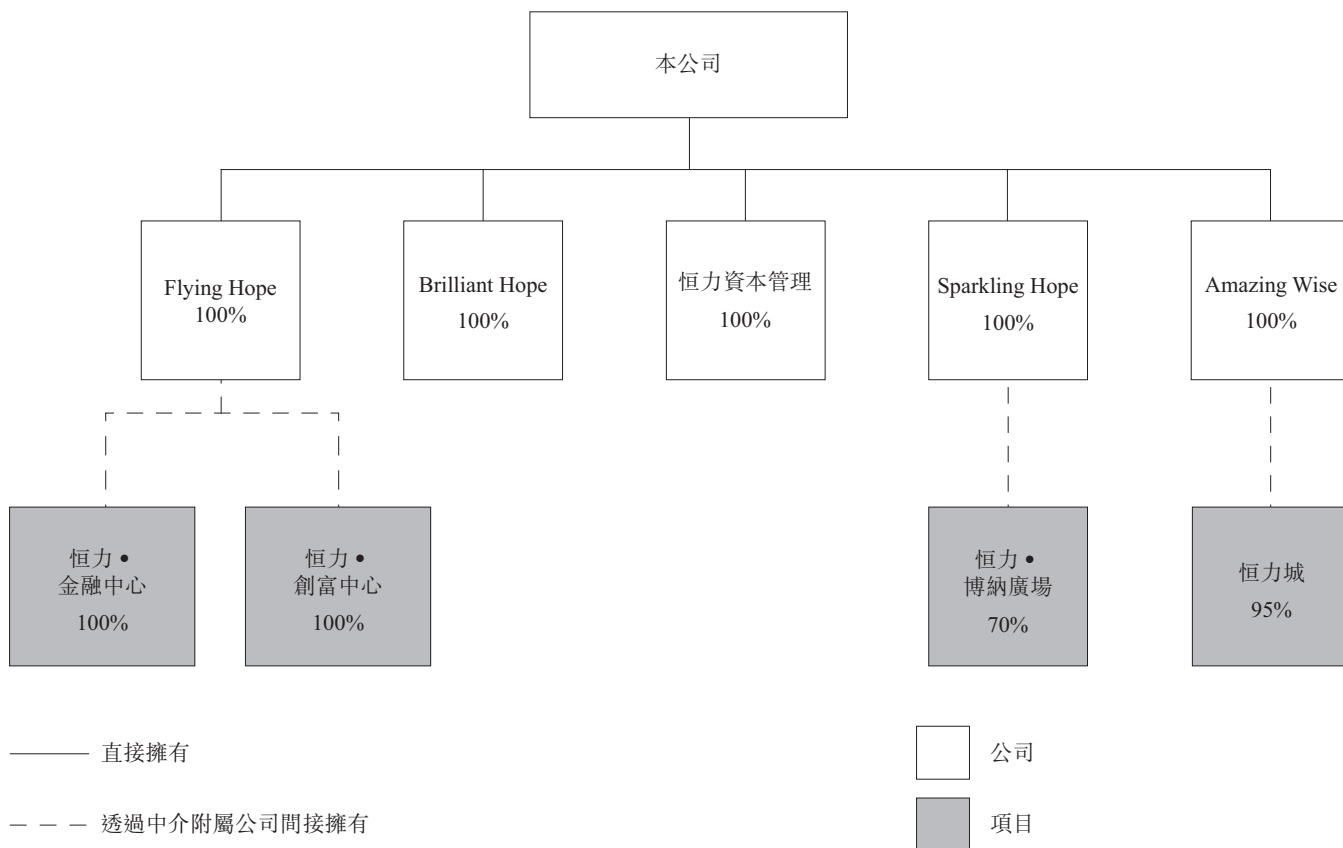 本公司
Flying Hope
100%
Brilliant Hope
100%
恒力資本管理
100%
Sparkling Hope
100%
Amazing Wise
100%
恒力•
金融中心
100%
恒力•
創富中心
100%
恒力•
博納廣場
70%
恒力城
95%
直接擁有
透過中介附屬公司間接擁有
公司
項目